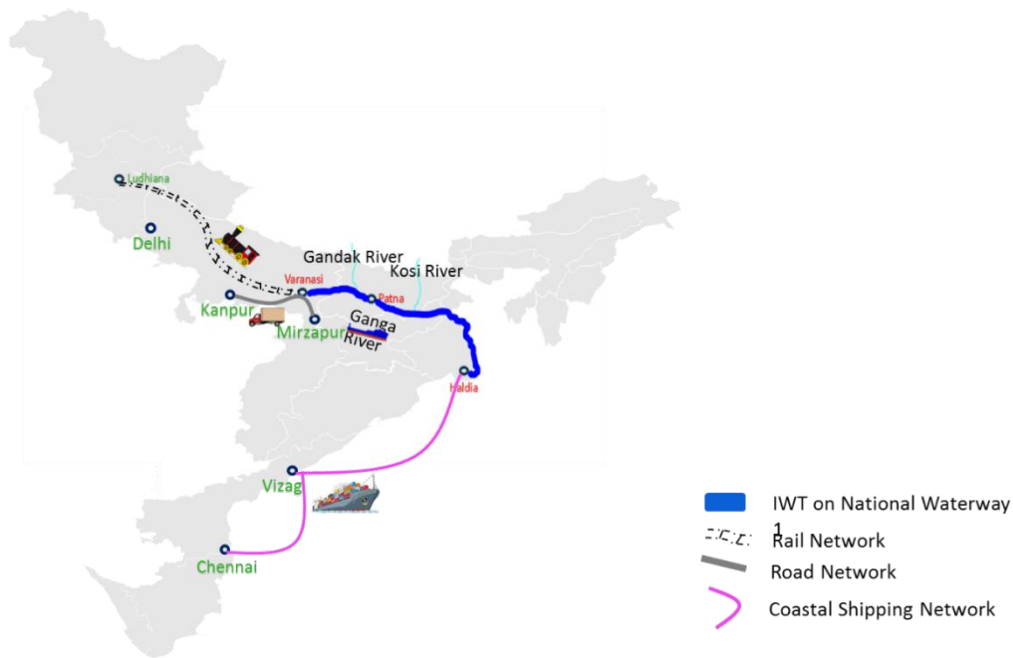 Ludhiana
Delhi
Gandak River
Kosi River
Varanasi
Patna
Kanpur
Mirzapur
Ganga
River
Haldia
Vizag
Chennai
IWT on National Waterway
1
Rail Network
Road Network
Coastal Shipping Network